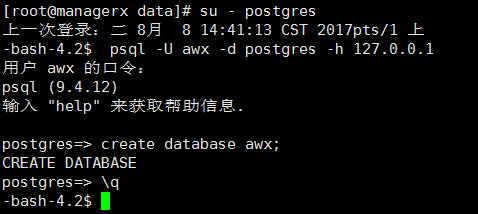 [root@managerx data]# su - postgres
上一次登录：二 8月  8 14:41:13 CST 2017pts/1 上
-bash-4.2$  psql -U awx -d postgres -h 127.0.0.1
用户 awx 的口令：
psql (9.4.12)
输入 "help" 来获取帮助信息.
postgres=> create database awx;
CREATE DATABASE
postgres=> \q
-bash-4.2$